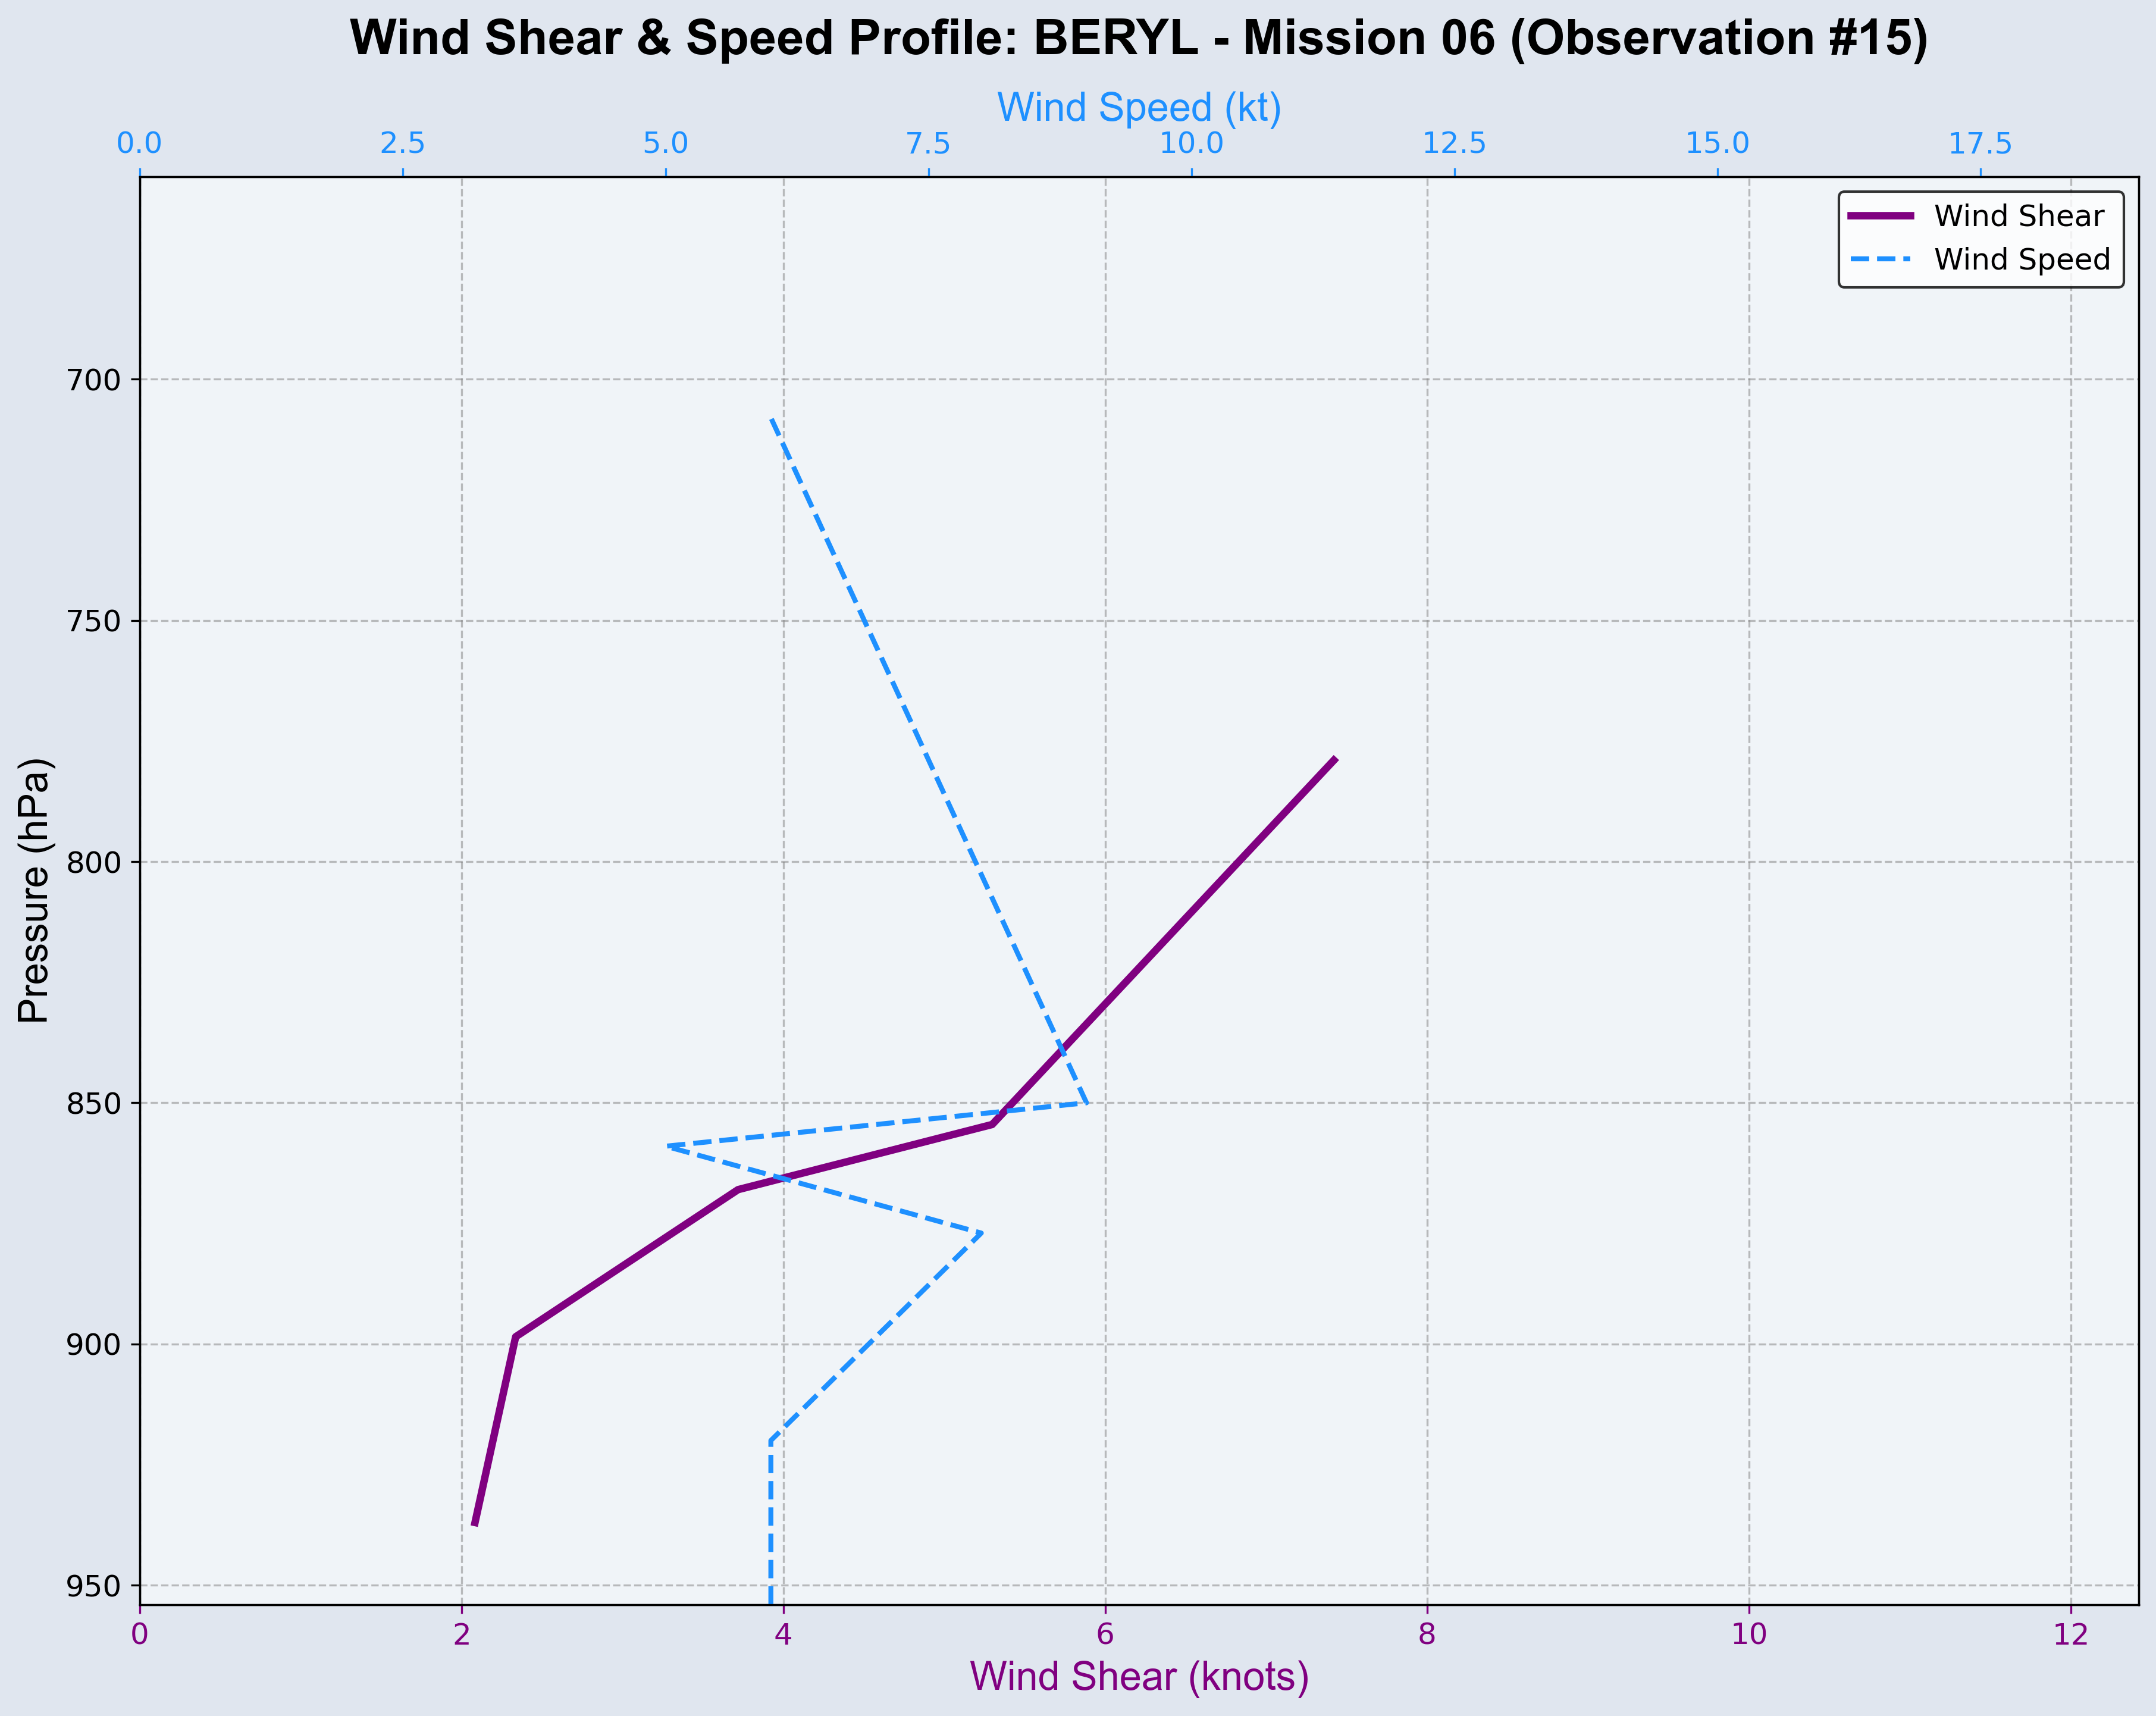 Wind Shear & Speed Profile: BERYL - Mission 06 (Observation #15)
Wind Speed (kt)
0.0 2.5 5.0 7.5 10.0 12.5 15.0 17.5
Wind Shear
Wind Speed
Pressure (hPa)
700
750
800
850
900
950
0 2 4 6 8 10 12
Wind Shear (knots)